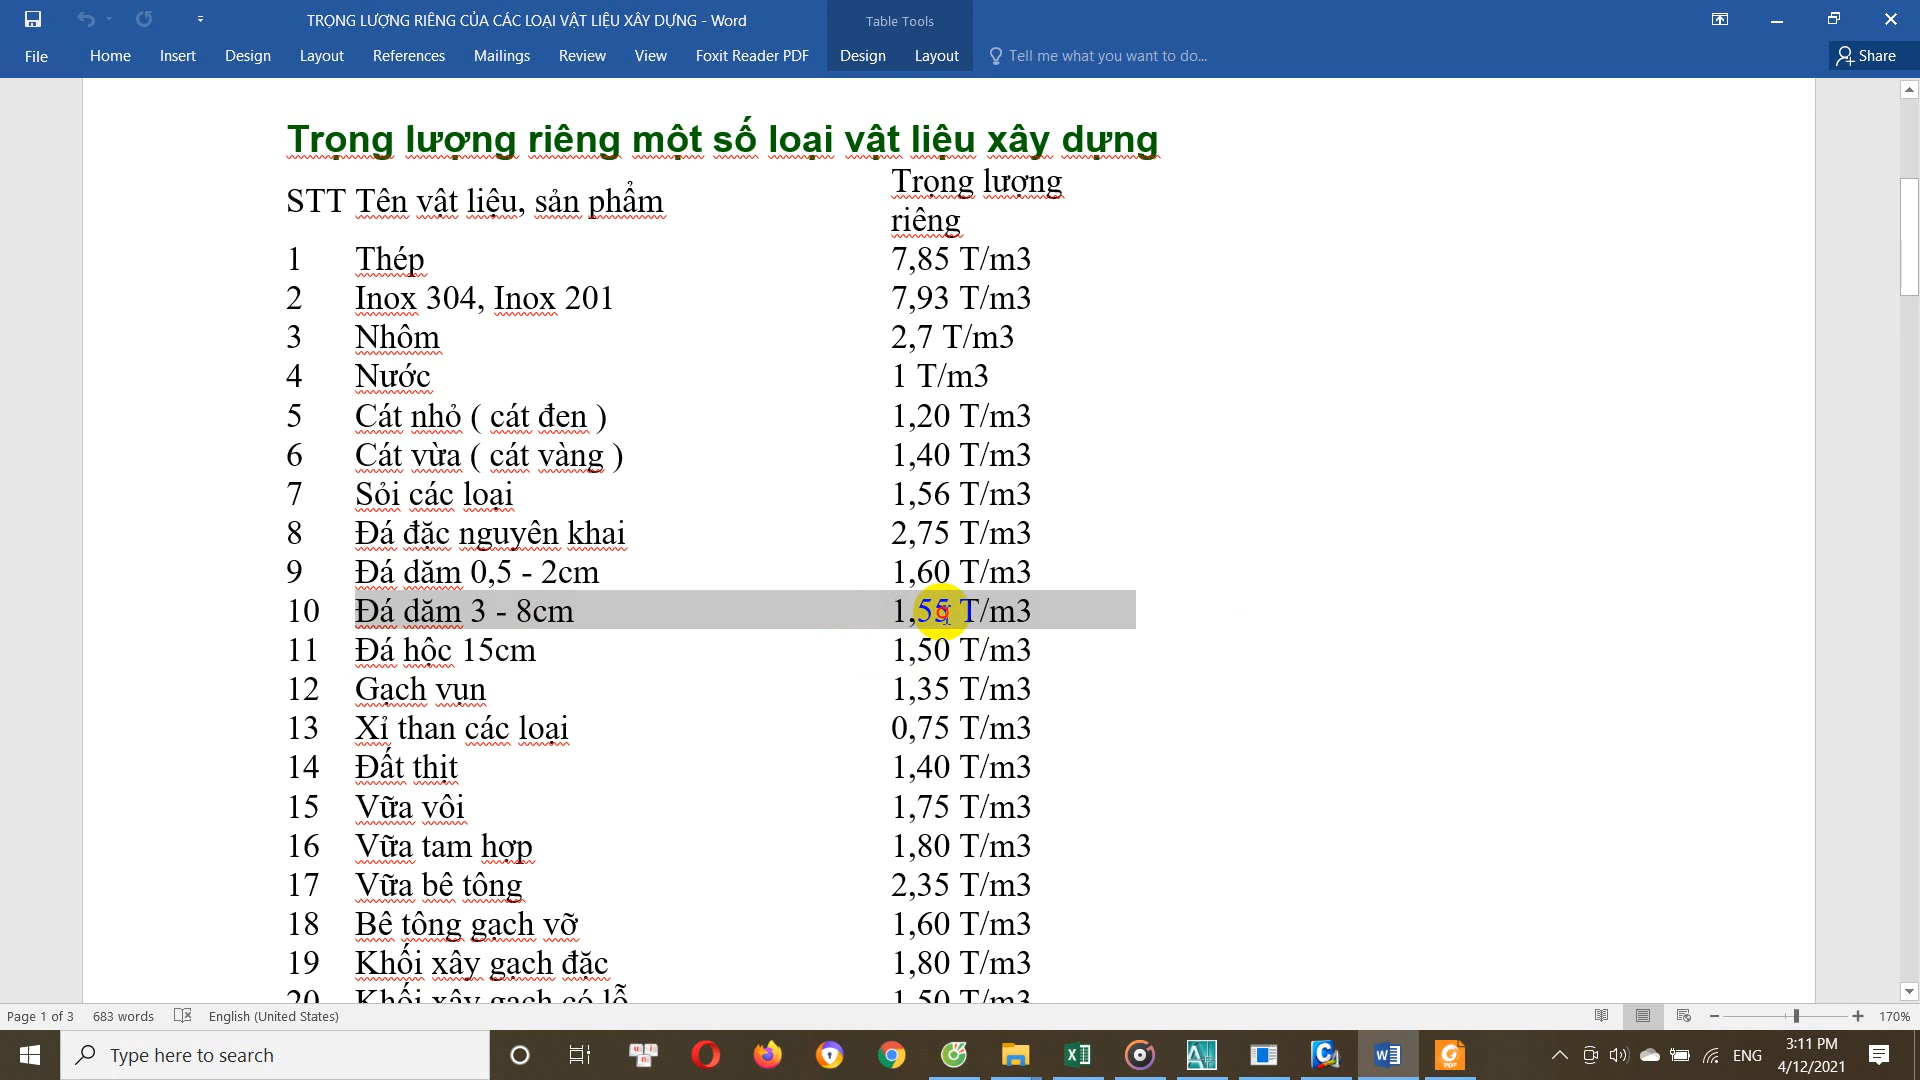 TRỌNG LƯỢNG RIÊNG CỦA CÁC LOẠI VẬT LIỆU XÂY DỰNG - Word
Table Tools
File Home Insert Design Layout References Mailings Review View Foxit Reader PDF Design Layout Tell me what you want to do... Share
Trọng lượng riêng một số loại vật liệu xây dựng
STT Tên vật liệu, sản phẩm Trọng lượng
riêng
1 Thép 7,85 T/m3
2 Inox 304, Inox 201 7,93 T/m3
3 Nhôm 2,7 T/m3
4 Nước 1 T/m3
5 Cát nhỏ ( cát đen ) 1,20 T/m3
6 Cát vừa ( cát vàng ) 1,40 T/m3
7 Sỏi các loại 1,56 T/m3
8 Đá đặc nguyên khai 2,75 T/m3
9 Đá dăm 0,5 - 2cm 1,60 T/m3
10 Đá dăm 3 - 8cm 1,55 T/m3
11 Đá hộc 15cm 1,50 T/m3
12 Gạch vụn 1,35 T/m3
13 Xỉ than các loại 0,75 T/m3
14 Đất thịt 1,40 T/m3
15 Vữa vôi 1,75 T/m3
16 Vữa tam hợp 1,80 T/m3
17 Vữa bê tông 2,35 T/m3
18 Bê tông gạch vỡ 1,60 T/m3
19 Khối xây gạch đặc 1,80 T/m3
20 Khối xây gạch có lỗ 1,50 T/m3
Page 1 of 3 683 words English (United States) 170%
Type here to search ENG 3:11 PM
4/12/2021